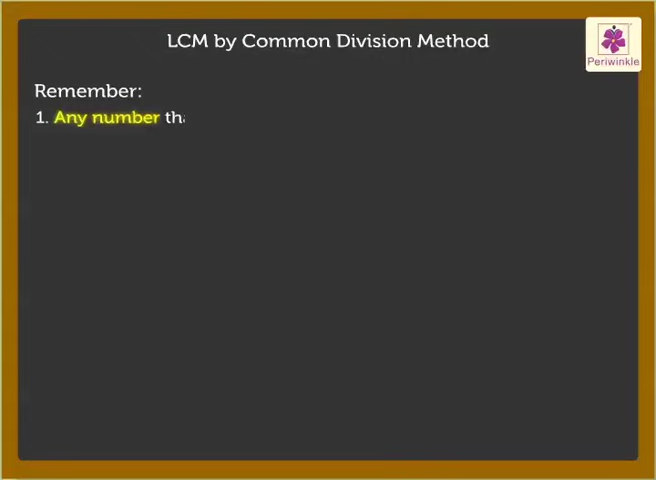 LCM by Common Division Method
Periwinkle
Remember:
1. Any number